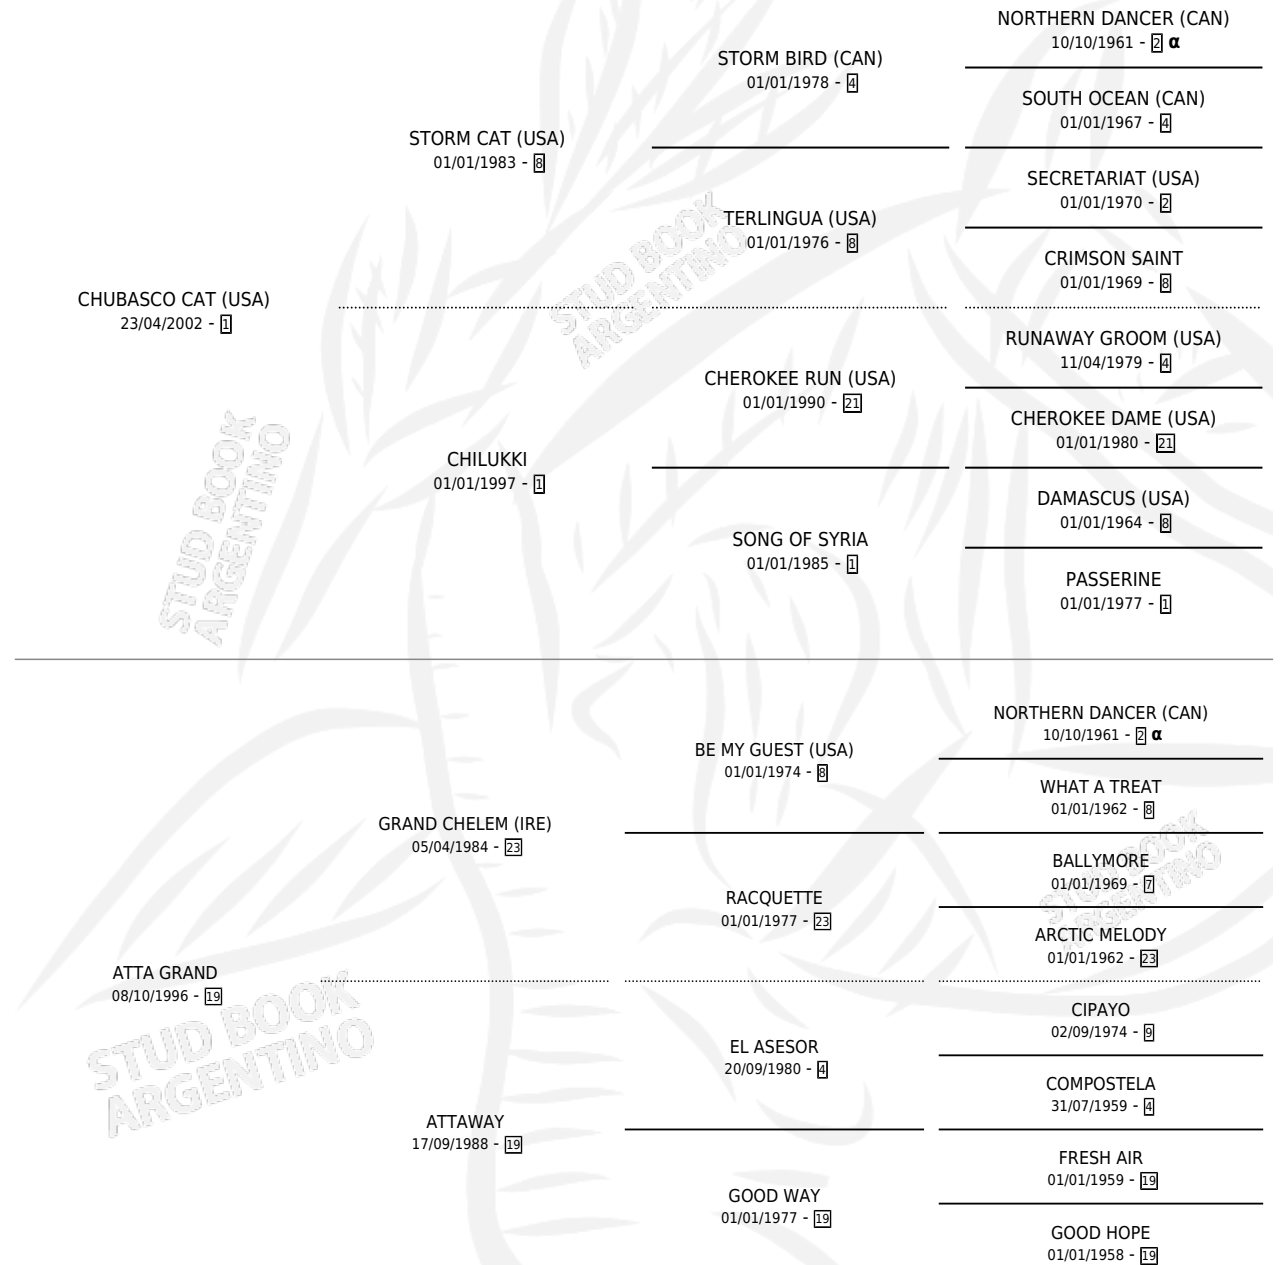 NORTHERN DANCER (CAN)
10/10/1961 - 2 α
STORM BIRD (CAN)
01/01/1978 - 4
SOUTH OCEAN (CAN)
01/01/1967 - 4
STORM CAT (USA)
01/01/1983 - 8
SECRETARIAT (USA)
01/01/1970 - 2
TERLINGUA (USA)
01/01/1976 - 8
CRIMSON SAINT
01/01/1969 - 8
STUD BOOK
ARGENTINO
CHUBASCO CAT (USA)
23/04/2002 - 1
RUNAWAY GROOM (USA)
11/04/1979 - 4
CHEROKEE RUN (USA)
01/01/1990 - 21
CHEROKEE DAME (USA)
01/01/1980 - 21
CHILUKKI
01/01/1997 - 1
DAMASCUS (USA)
01/01/1964 - 8
SONG OF SYRIA
01/01/1985 - 1
PASSERINE
01/01/1977 - 1
STUD BOOK
ARGENTINO
NORTHERN DANCER (CAN)
10/10/1961 - 2 α
BE MY GUEST (USA)
01/01/1974 - 8
WHAT A TREAT
01/01/1962 - 8
GRAND CHELEM (IRE)
05/04/1984 - 23
BALLYMORE
01/01/1969 - 7
RACQUETTE
01/01/1977 - 23
ARCTIC MELODY
01/01/1962 - 23
STUD BOOK
ARGENTINO
ATTA GRAND
08/10/1996 - 19
CIPAYO
02/09/1974 - 9
EL ASESOR
20/09/1980 - 4
COMPOSTELA
31/07/1959 - 4
STUD BOOK
ARGENTINO
ATTAWAY
17/09/1988 - 19
FRESH AIR
01/01/1959 - 19
GOOD WAY
01/01/1977 - 19
GOOD HOPE
01/01/1958 - 19